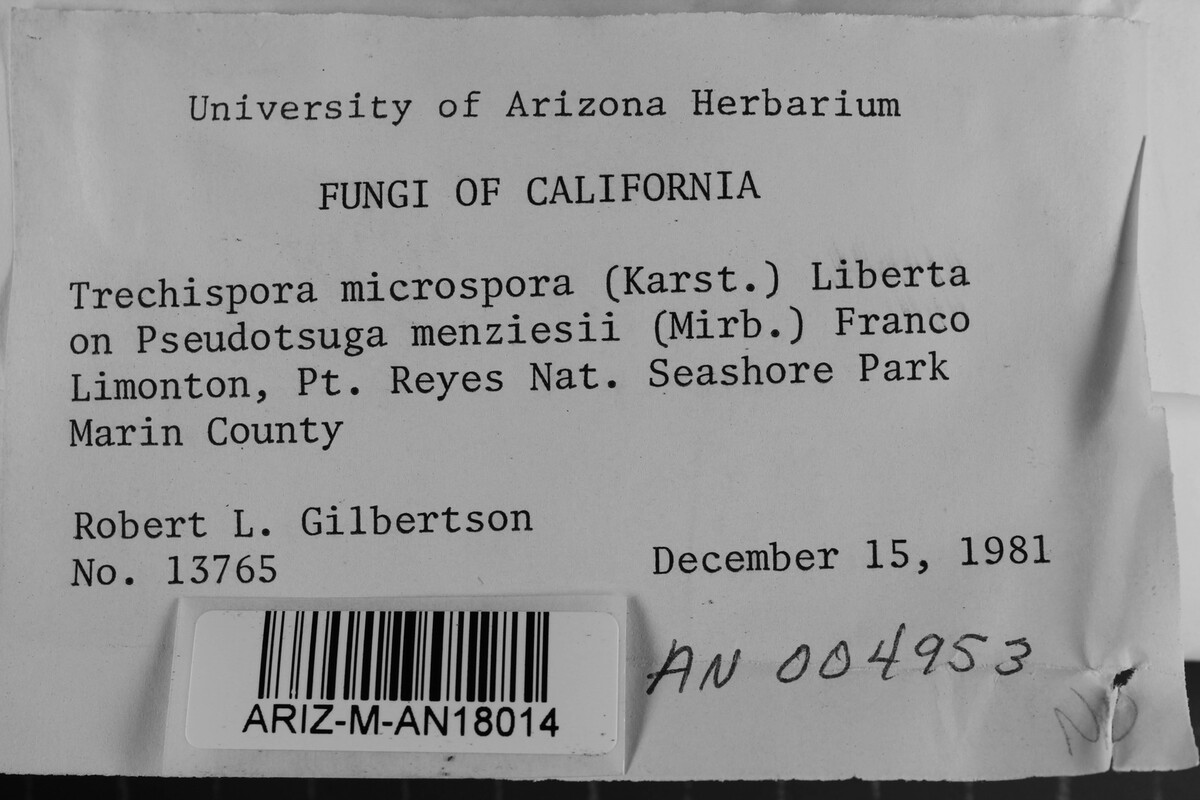 University of Arizona Herbarium
FUNGI OF CALIFORNIA
Trechispora microspora (Karst.) Liberta
on Pseudotsuga menziesii (Mirb.) Franco
Limonton, Pt. Reyes Nat. Seashore Park
Marin County
Robert L. Gilbertson
No. 13765
December 15, 1981
ARIZ-M-AN18014
AN 004953